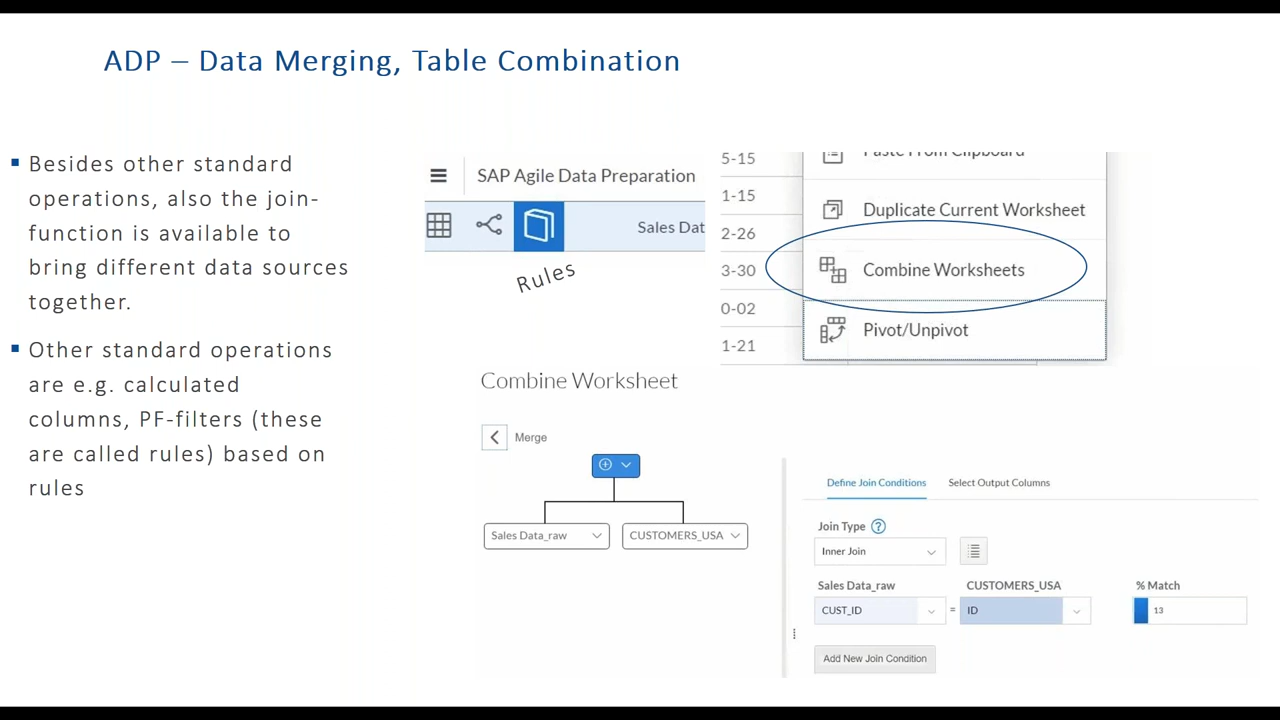 ADP – Data Merging, Table Combination
▪ Besides other standard
operations, also the join-
function is available to
bring different data sources
together.
▪ Other standard operations
are e.g. calculated
columns, PF-filters (these
are called rules) based on
rules
SAP Agile Data Preparation
Sales Dat
Rules
5-15
1-15
2-26
3-30
0-02
1-21
Paste From Clipboard
Duplicate Current Worksheet
Combine Worksheets
Pivot/Unpivot
Combine Worksheet
Merge
Sales Data_raw
CUSTOMERS_USA
Define Join Conditions
Select Output Columns
Join Type ?
Inner Join
Sales Data_raw
CUSTOMERS_USA
% Match
CUST_ID
=
ID
13
Add New Join Condition